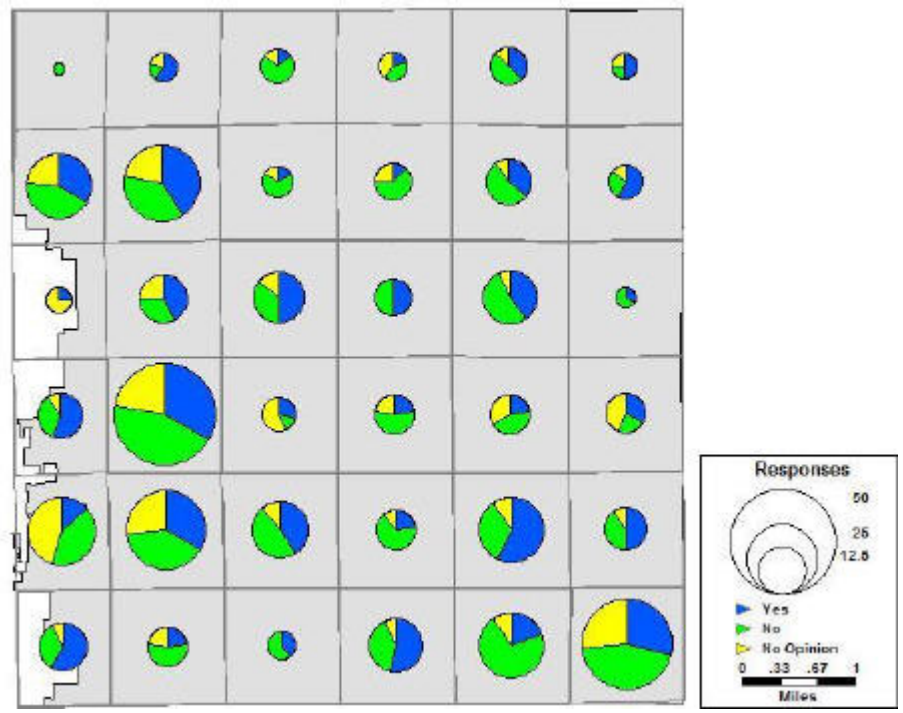 Responses
50
25
12.5
Yes
No
No Opinion
0 .33 .67 1
Miles